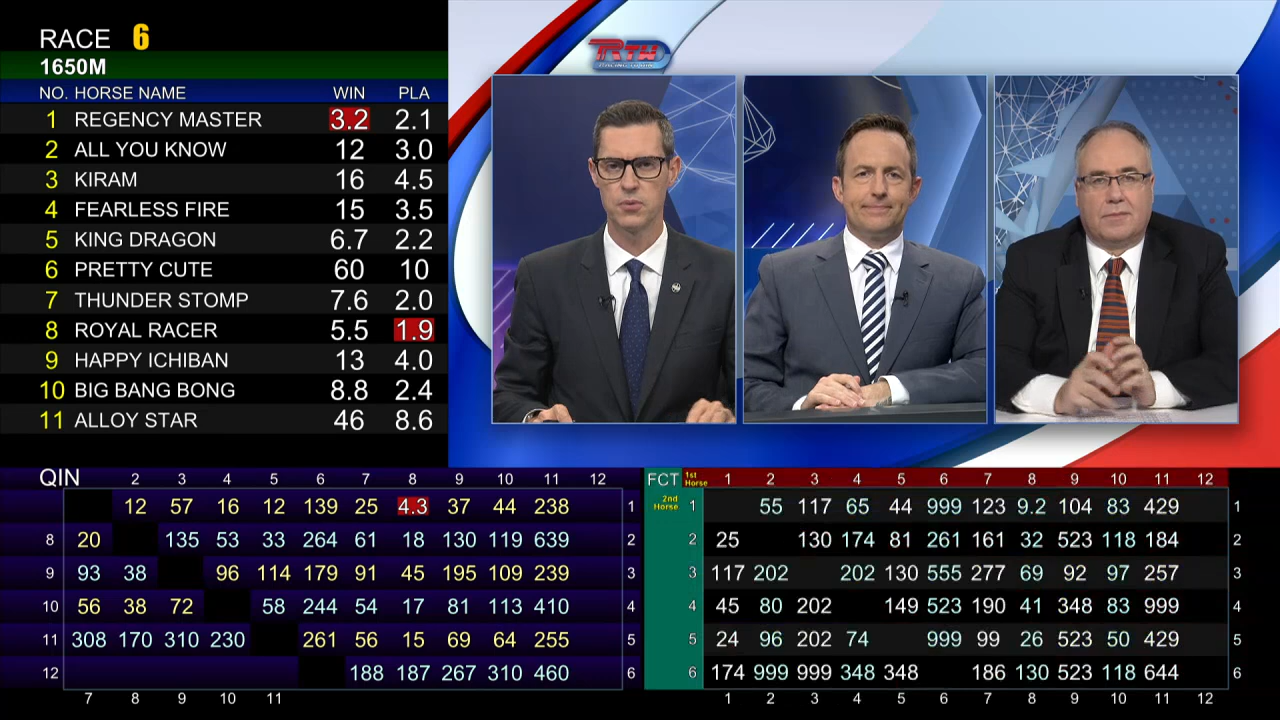 RACE 6
1650M
NO. HORSE NAME WIN PLA
1 REGENCY MASTER 3.2 2.1
2 ALL YOU KNOW 12 3.0
3 KIRAM 16 4.5
4 FEARLESS FIRE 15 3.5
5 KING DRAGON 6.7 2.2
6 PRETTY CUTE 60 10
7 THUNDER STOMP 7.6 2.0
8 ROYAL RACER 5.5 1.9
9 HAPPY ICHIBAN 13 4.0
10 BIG BANG BONG 8.8 2.4
11 ALLOY STAR 46 8.6
RTW
QIN 2 3 4 5 6 7 8 9 10 11 12
12 57 16 12 139 25 4.3 37 44 238 1
8 20 135 53 33 264 61 18 130 119 639 2
9 93 38 96 114 179 91 45 195 109 239 3
10 56 38 72 58 244 54 17 81 113 410 4
11 308 170 310 230 261 56 15 69 64 255 5
12 188 187 267 310 460 6
7 8 9 10 11
FCT 1st Horse 1 2 3 4 5 6 7 8 9 10 11 12
2nd Horse 1 55 117 65 44 999 123 9.2 104 83 429 1
2 25 130 174 81 261 161 32 523 118 184 2
3 117 202 202 130 555 277 69 92 97 257 3
4 45 80 202 149 523 190 41 348 83 999 4
5 24 96 202 74 999 99 26 523 50 429 5
6 174 999 999 348 348 186 130 523 118 644 6
1 2 3 4 5 6 7 8 9 10 11 12